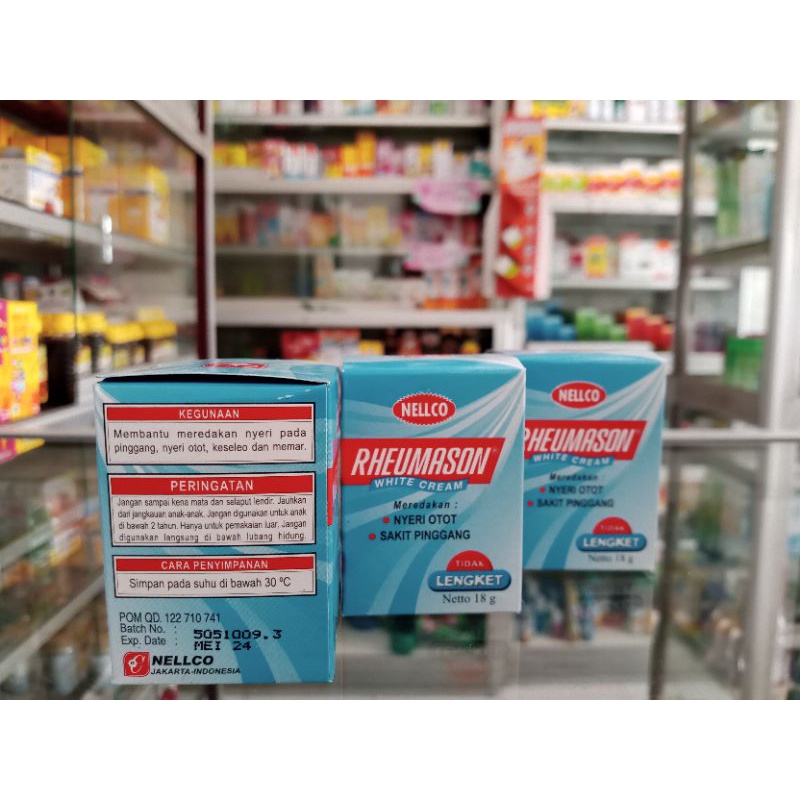 KEGUNAAN
Membantu meredakan nyeri pada
pinggang, nyeri otot, keseleo dan memar.
PERINGATAN
Jangan sampai kena mata dan selaput lendir. Jauhkan
dari jangkauan anak-anak. Jangan digunakan untuk anak
di bawah 2 tahun. Hanya untuk pemakaian luar. Jangan
digunakan langsung di bawah lubang hidung.
CARA PENYIMPANAN
Simpan pada suhu di bawah 30 ºC
POM QD. 122 710 741
Batch No. : 5051009.3
Exp. Date : MEI 24
NELLCO
JAKARTA-INDONESIA
NELLCO
RHEUMASON®
WHITE CREAM
Meredakan :
• NYERI OTOT
• SAKIT PINGGANG
TIDAK
LENGKET
Netto 18 g
NELLCO
RHEUMASON®
WHITE CREAM
Meredakan :
• NYERI OTOT
• SAKIT PINGGANG
TIDAK
LENGKET
Netto 18 g